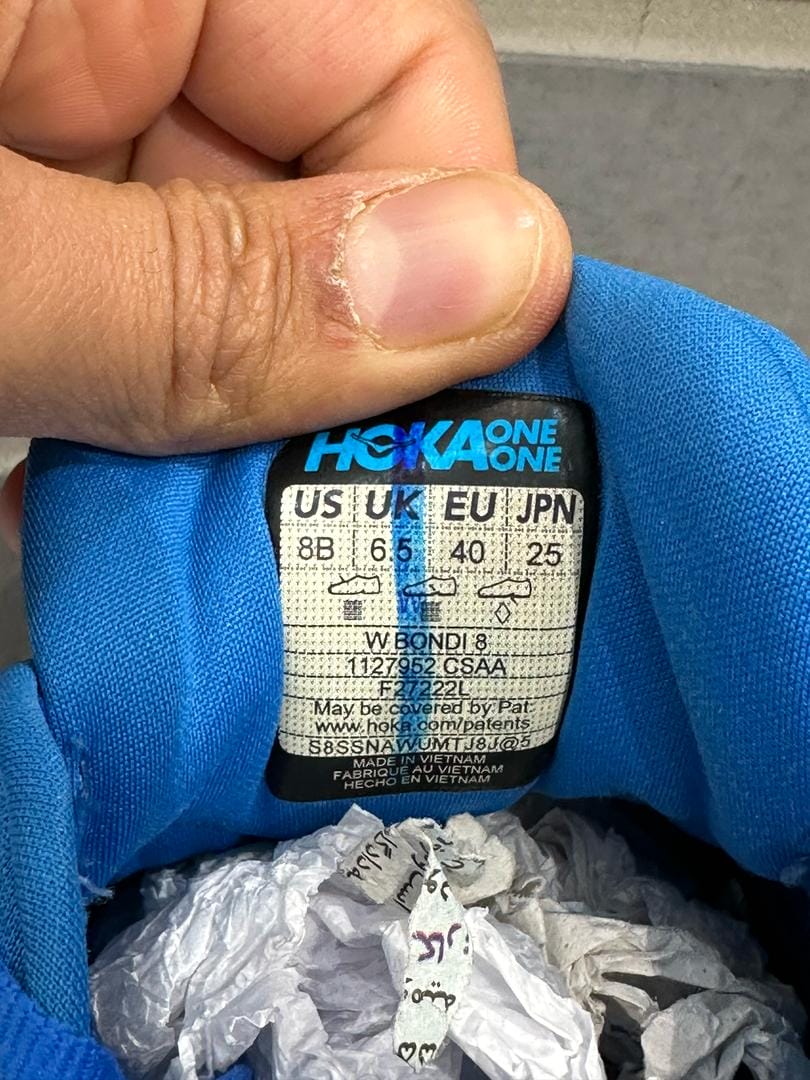 HOKA ONE ONE
US UK EU JPN
8B 6.5 40 25
W BONDI 8
1127952 CSAA
F27222L
May be covered by Pat:
www.hoka.com/patents
S8SSNAWUMTJ8J@5
MADE IN VIETNAM
FABRIQUÉ AU VIETNAM
HECHO EN VIETNAM